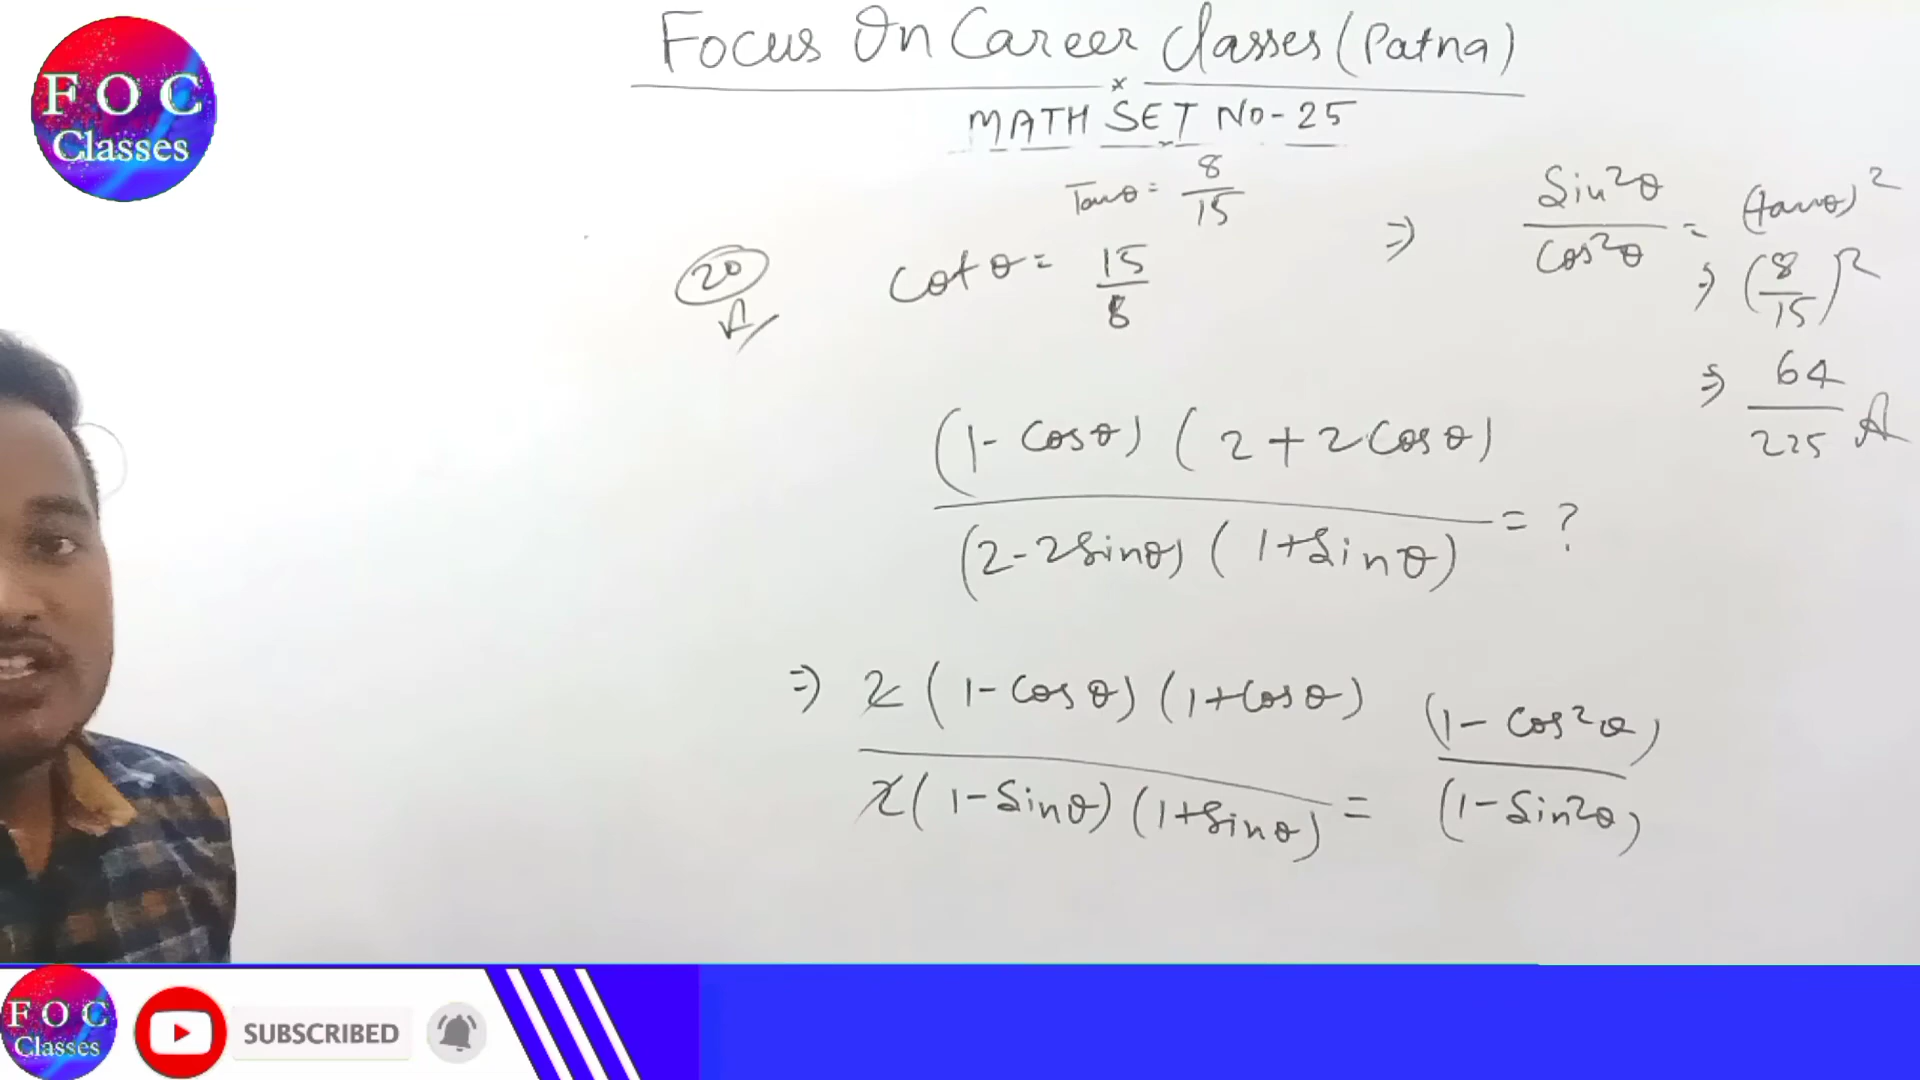 FOC
Classes
Focus On Career Classes (Patna)
MATH SET No-25
Tanθ = 8/15
20
A
Cotθ = 15/8
⇒ Sin²θ/Cos²θ = (tanθ)²
⇒ (8/15)²
⇒ 64/225 A
(1 - Cosθ) (2 + 2Cosθ)
(2 - 2Sinθ) (1 + Sinθ) = ?
⇒ 2(1 - Cosθ) (1 + Cosθ) (1 - Cos²θ)
2(1 - Sinθ) (1 + Sinθ) = (1 - Sin²θ)
FOC
Classes
SUBSCRIBED